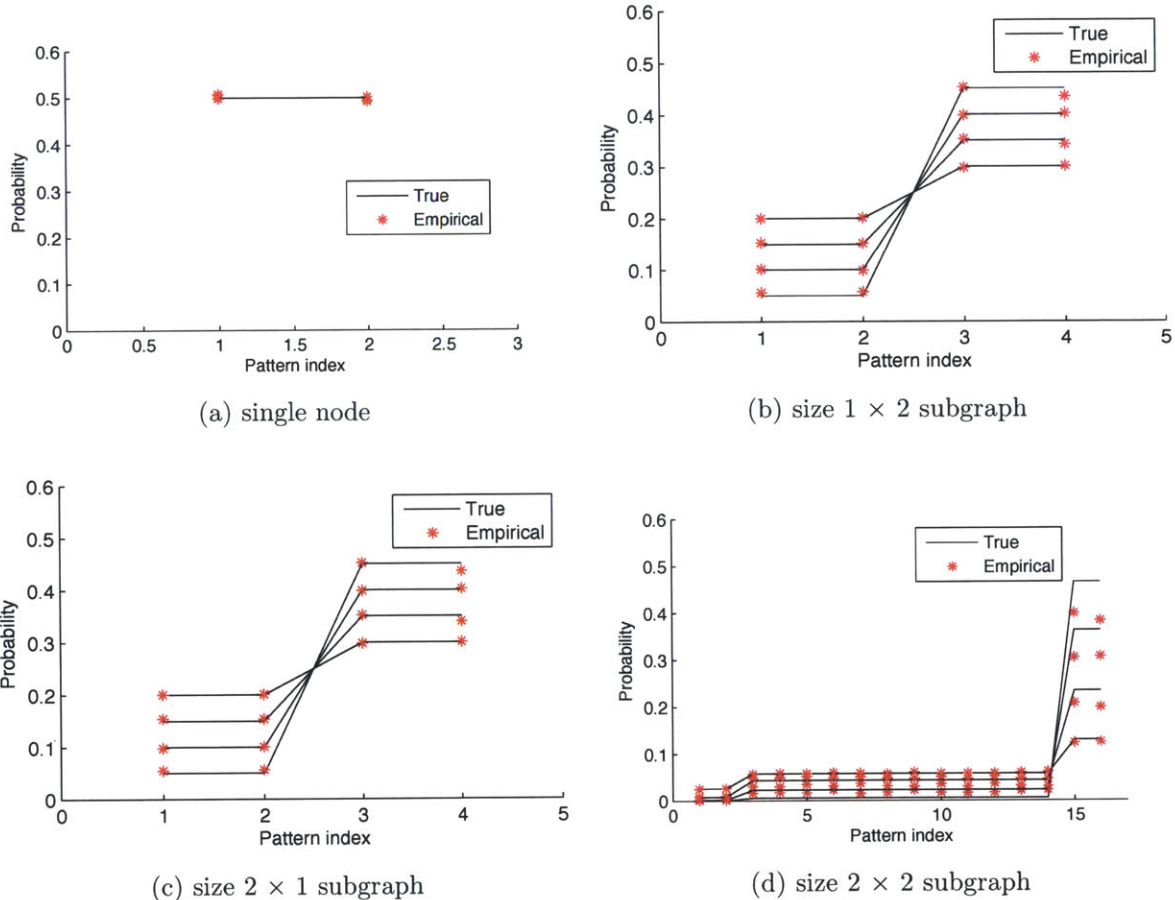 0.6
0.5
0.4
0.3
0.2
0.1
0
Probability
True
Empirical
0 0.5 1 1.5 2 2.5 3
Pattern index
(a) single node
0.6
0.5
0.4
0.3
0.2
0.1
0
Probability
True
Empirical
0 1 2 3 4 5
Pattern index
(b) size 1 × 2 subgraph
0.6
0.5
0.4
0.3
0.2
0.1
0
Probability
True
Empirical
0 1 2 3 4 5
Pattern index
(c) size 2 × 1 subgraph
0.6
0.5
0.4
0.3
0.2
0.1
0
Probability
True
Empirical
0 5 10 15
Pattern index
(d) size 2 × 2 subgraph